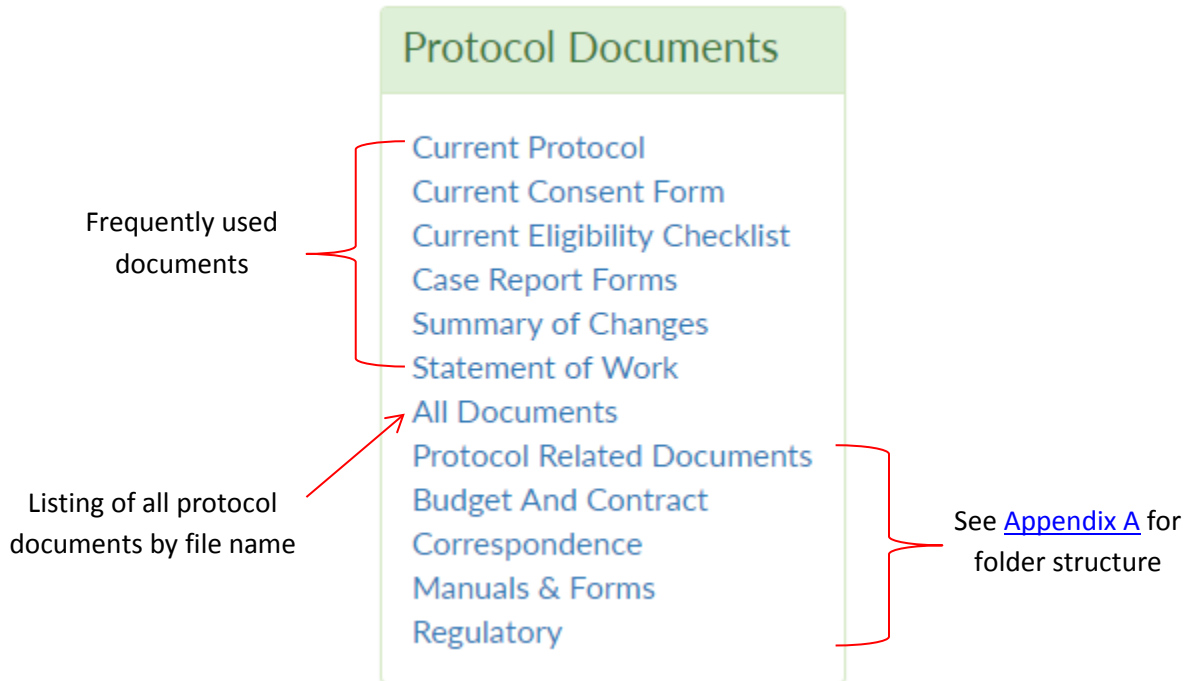 Protocol Documents
Current Protocol
Current Consent Form
Current Eligibility Checklist
Case Report Forms
Summary of Changes
Statement of Work
All Documents
Protocol Related Documents
Budget And Contract
Correspondence
Manuals & Forms
Regulatory
Frequently used
documents
Listing of all protocol
documents by file name
See Appendix A for
folder structure